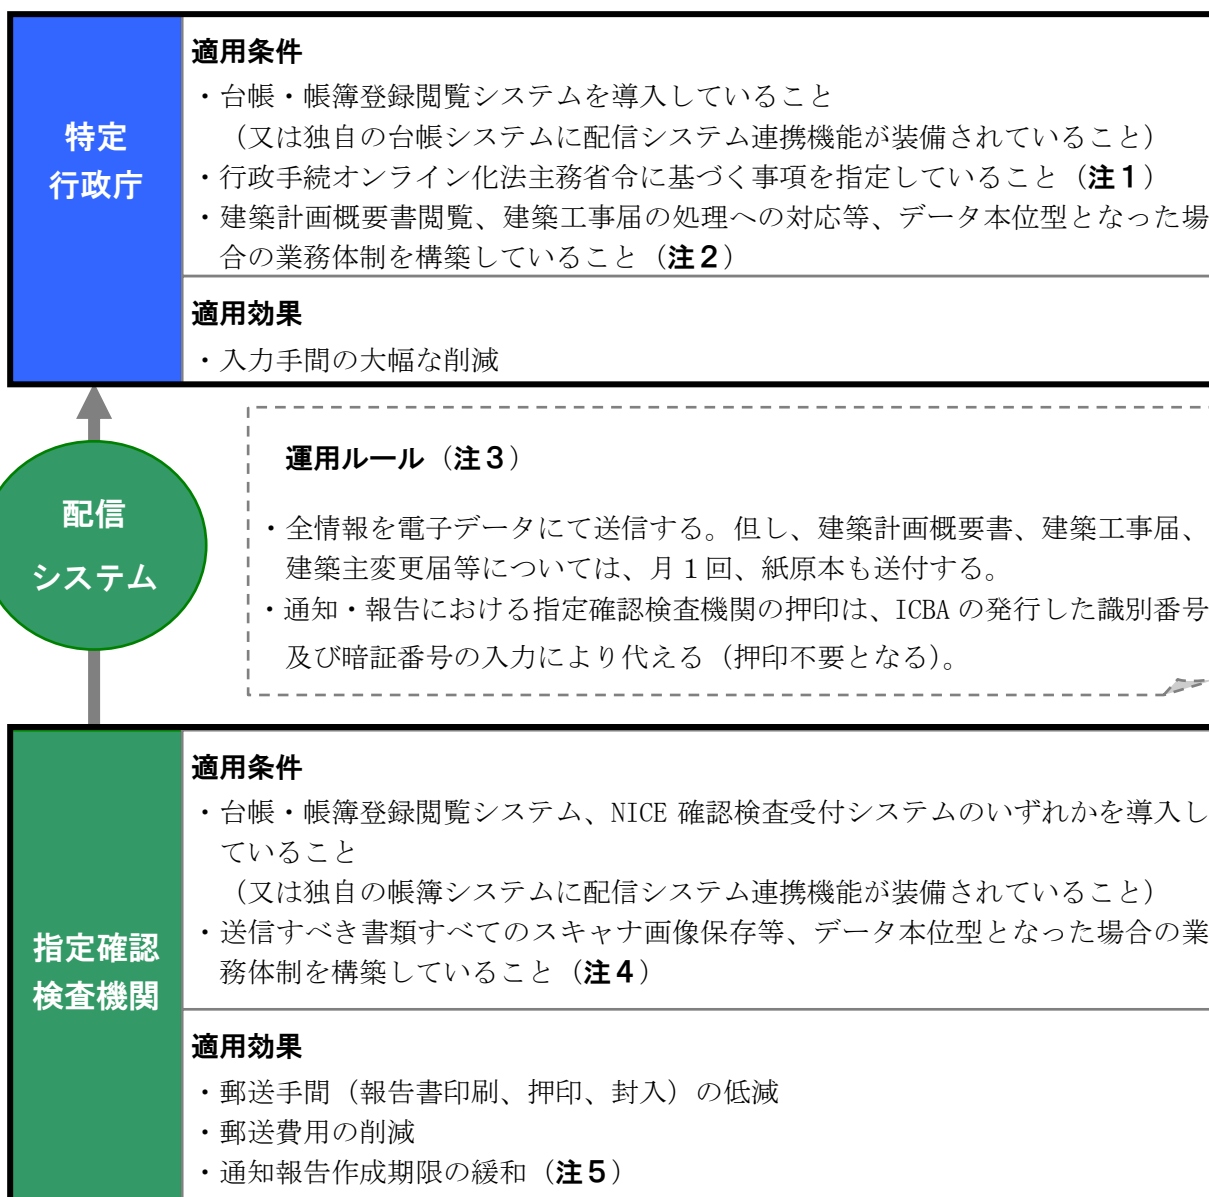 特定
行政庁
適用条件
・台帳・帳簿登録閲覧システムを導入していること
（又は独自の台帳システムに配信システム連携機能が装備されていること）
・行政手続オンライン化法主務省令に基づく事項を指定していること（注１）
・建築計画概要書閲覧、建築工事届の処理への対応等、データ本位型となった場
合の業務体制を構築していること（注２）
適用効果
・入力手間の大幅な削減
配信
システム
運用ルール（注３）
・全情報を電子データにて送信する。但し、建築計画概要書、建築工事届、
建築主変更届等については、月１回、紙原本も送付する。
・通知・報告における指定確認検査機関の押印は、ICBA の発行した識別番号
及び暗証番号の入力により代える（押印不要となる）。
指定確認
検査機関
適用条件
・台帳・帳簿登録閲覧システム、NICE 確認検査受付システムのいずれかを導入し
ていること
（又は独自の帳簿システムに配信システム連携機能が装備されていること）
・送信すべき書類すべてのスキャナ画像保存等、データ本位型となった場合の業
務体制を構築していること（注４）
適用効果
・郵送手間（報告書印刷、押印、封入）の低減
・郵送費用の削減
・通知報告作成期限の緩和（注５）